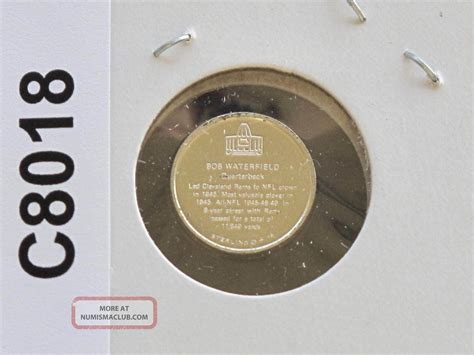 C8018
BOB WATERFIELD
Quarterback
Led Cleveland Rams to NFL crown
in 1945. Most valuable player in
1945. All-NFL 1945-46-49. In
8-year career with Rams
passed for a total of
11,849 yards.
STERLING
MORE AT
NUMISMACLUB.COM